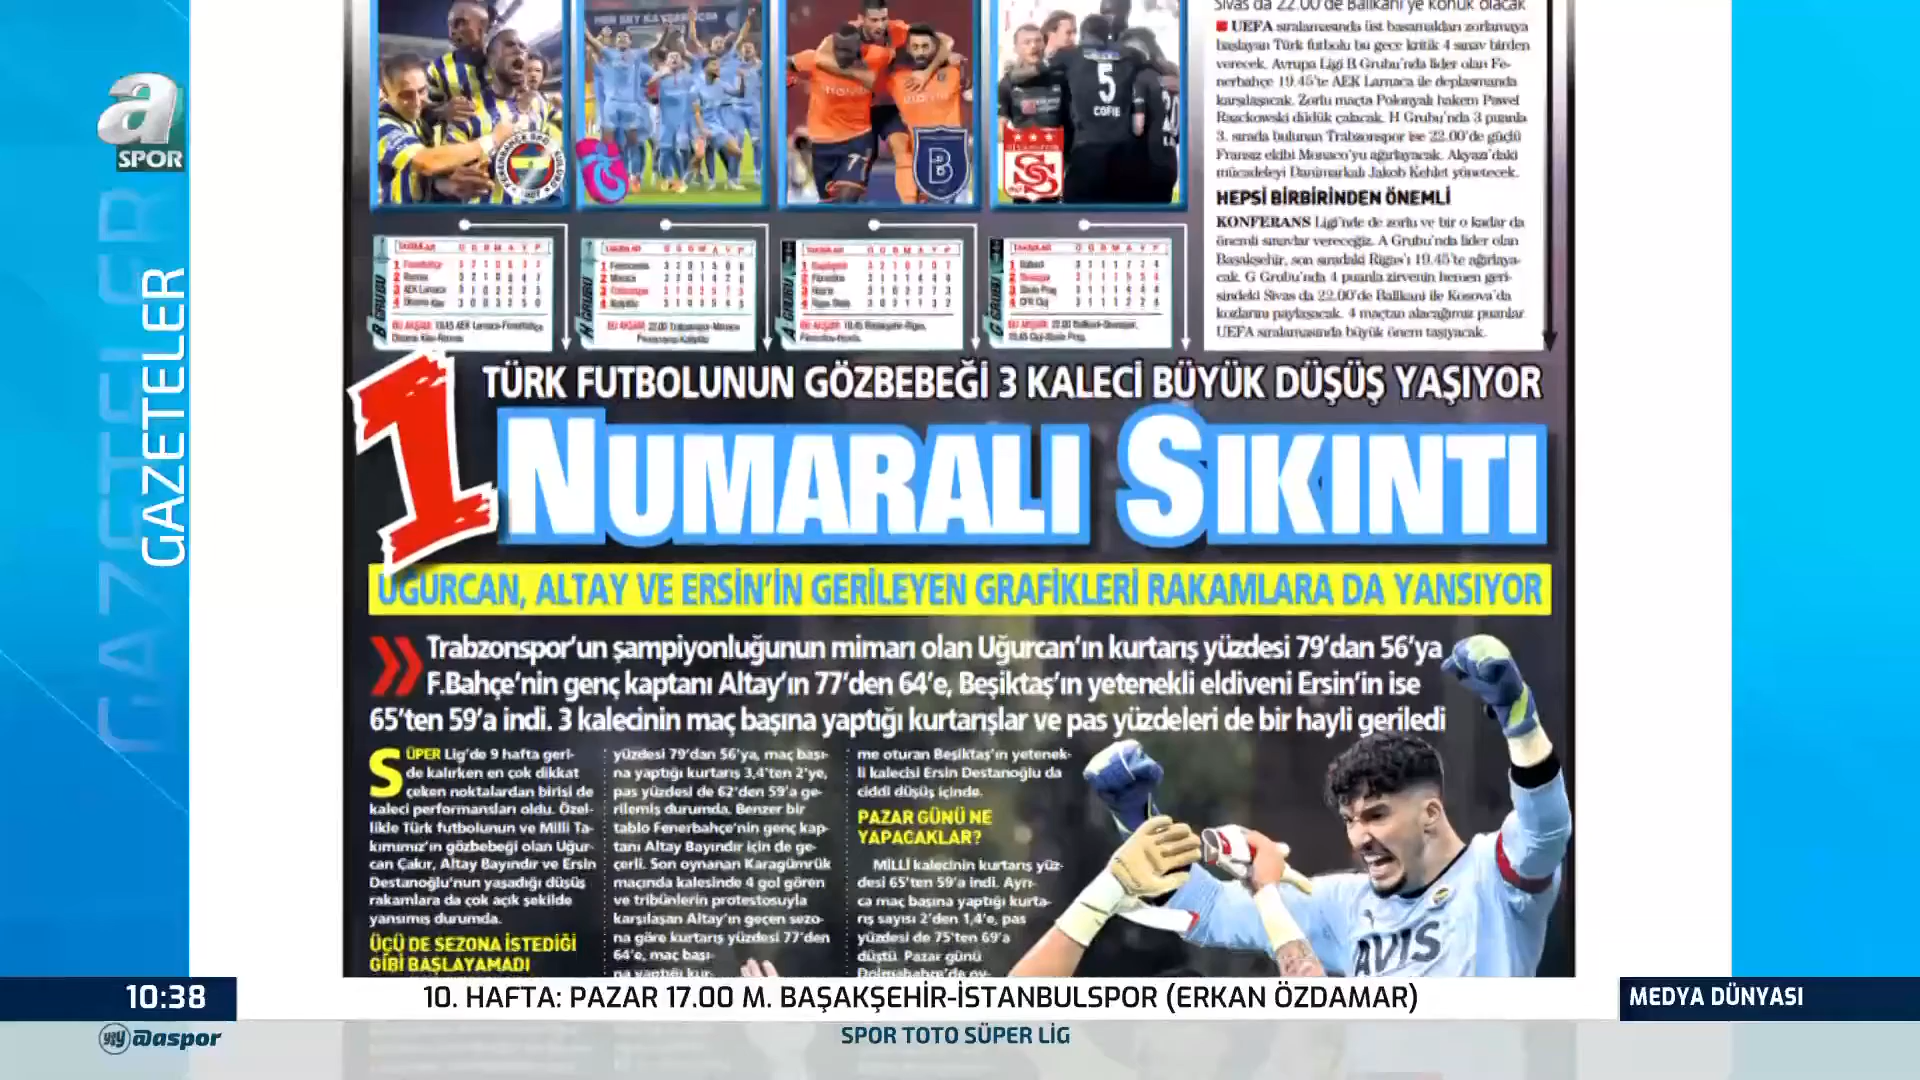 Sivas da 22.00'de Ballkani'ye konuk olacak
UEFA sıralamasında üst basamakları zorlamaya
başlayan Türk futbolu bu gece kritik 4 sınav birden
verecek. Avrupa Ligi B Grubu'nda lider olan Fe-
nerbahçe 19.45'te AEK Larnaca ile deplasmanda
karşılaşacak. Zorlu maçta Polonyalı hakem Pawel
Raczkowski düdük çalacak. H Grubu'nda 3 puanla
3. sırada bulunan Trabzonspor ise 22.00'de güçlü
Fransız ekibi Monaco'yu ağırlayacak. Akyazı'daki
mücadeleyi Danimarkalı Jakob Kehlet yönetecek.
HEPSİ BİRBİRİNDEN ÖNEMLİ
KONFERANS Ligi'nde de zorlu ve bir o kadar da
önemli sınavlar vereceğiz. A Grubu'nda lider olan
Başakşehir, son sıradaki Rigas'ı 19.45'te ağırlaya-
cak. G Grubu'nda 4 puanla zirvenin hemen geri-
sindeki Sivas da 22.00'de Ballkani ile Kosova'da
kozlarını paylaşacak. 4 maçtan alacağımız puanlar
UEFA sıralamasında büyük önem taşıyacak.
5
COFIE
a
SPOR
GAZETELER
B GRUBU
H GRUBU
A GRUBU
G GRUBU
TÜRK FUTBOLUNUN GÖZBEBEĞİ 3 KALECİ BÜYÜK DÜŞÜŞ YAŞIYOR
1 NUMARALI SIKINTI
UĞURCAN, ALTAY VE ERSİN'İN GERİLEYEN GRAFİKLERİ RAKAMLARA DA YANSIYOR
Trabzonspor'un şampiyonluğunun mimarı olan Uğurcan'ın kurtarış yüzdesi 79'dan 56'ya
F.Bahçe'nin genç kaptanı Altay'ın 77'den 64'e, Beşiktaş'ın yetenekli eldiveni Ersin'in ise
65'ten 59'a indi. 3 kalecinin maç başına yaptığı kurtarışlar ve pas yüzdeleri de bir hayli geriledi
SÜPER Lig'de 9 hafta geri-
de kalırken en çok dikkat
çeken noktalardan birisi de
kaleci performansları oldu. Özel-
likle Türk futbolunun ve Milli Ta-
kımımız'ın gözbebeği olan Uğur-
can Çakır, Altay Bayındır ve Ersin
Destanoğlu'nun yaşadığı düşüş
rakamlara da çok açık şekilde
yansımış durumda.
ÜÇÜ DE SEZONA İSTEDİĞİ
GİBİ BAŞLAYAMADI
yüzdesi 79'dan 56'ya, maç başı-
na yaptığı kurtarış 3,4'ten 2'ye,
pas yüzdesi de 62'den 59'a ge-
rilemiş durumda. Benzer bir
tablo Fenerbahçe'nin genç kap-
tanı Altay Bayındır için de ge-
çerli. Son oynanan Karagümrük
maçında kalesinde 4 gol gören
ve tribünlerin protestosuyla
karşılaşan Altay'ın geçen sezo-
na göre kurtarış yüzdesi 77'den
64'e, maç başı-
na yaptığı kur-
me oturan Beşiktaş'ın yetenek-
li kalecisi Ersin Destanoğlu da
ciddi düşüş içinde.
PAZAR GÜNÜ NE
YAPACAKLAR?
MİLLİ kalecinin kurtarış yüz-
desi 65'ten 59'a indi. Ayrı-
ca maç başına yaptığı kurta-
rış sayısı 2'den 1,4'e, pas
yüzdesi de 75'ten 69'a
düştü. Pazar günü
Dolmabahçe'de oy-
AVIS
10:38
10. HAFTA: PAZAR 17.00 M. BAŞAKŞEHİR-İSTANBULSPOR (ERKAN ÖZDAMAR)
MEDYA DÜNYASI
aspor
SPOR TOTO SÜPER LİG